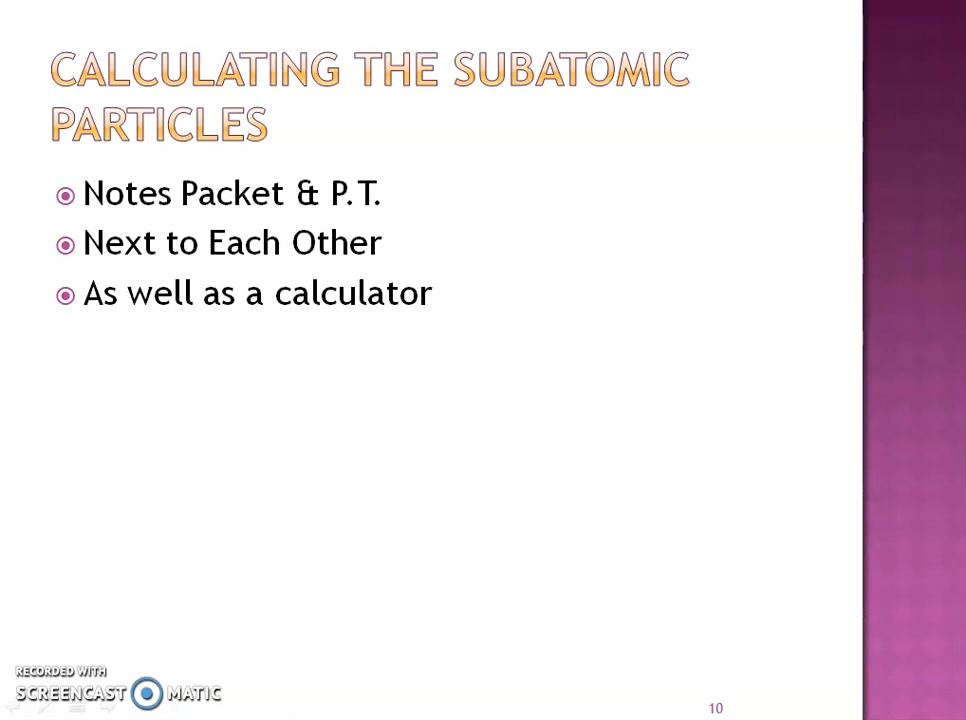 CALCULATING THE SUBATOMIC
PARTICLES
Notes Packet & P.T.
Next to Each Other
As well as a calculator
RECORDED WITH
SCREENCAST MATIC
10